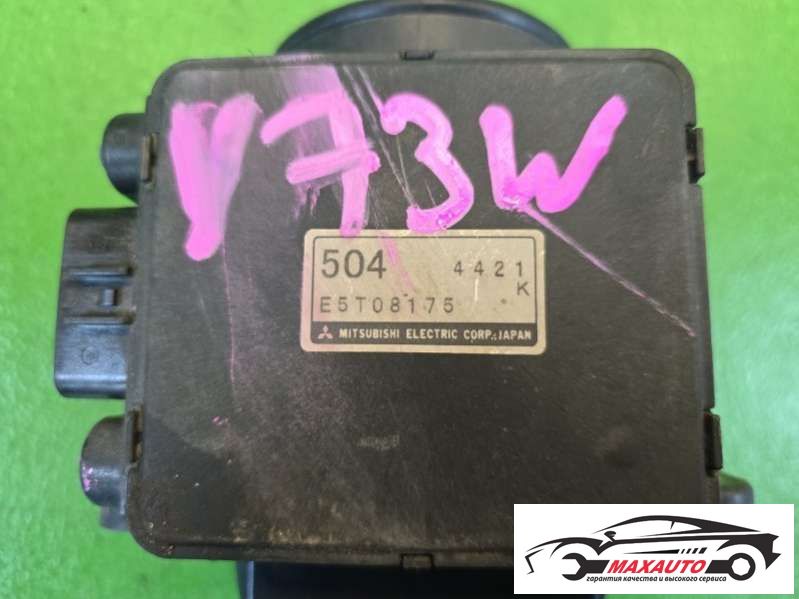 V73W
504 4421
K
E5T08175
MITSUBISHI ELECTRIC CORP., JAPAN
MAXAUTO
гарантия качества и высокого сервиса